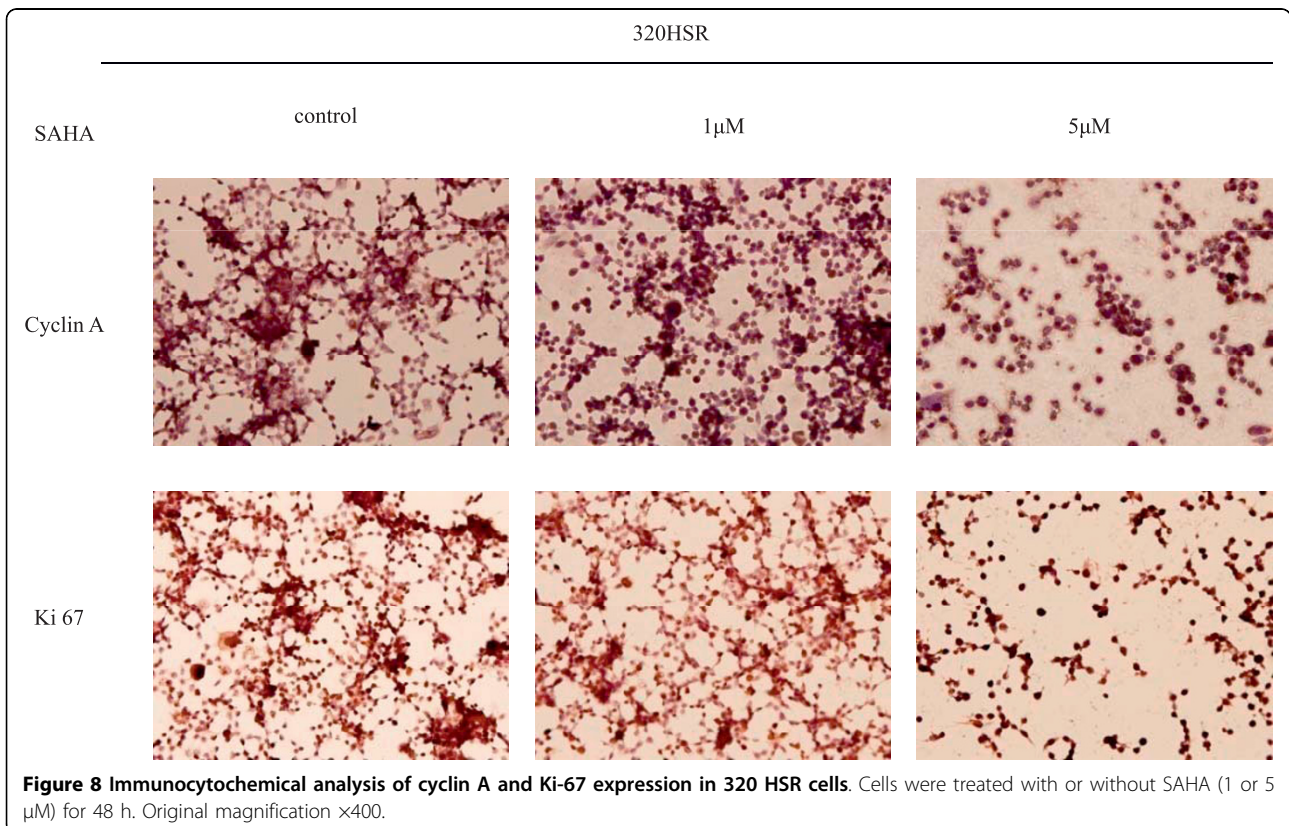 320HSR
SAHA
control
1μM
5μM
Cyclin A
Ki 67
Figure 8 Immunocytochemical analysis of cyclin A and Ki-67 expression in 320 HSR cells. Cells were treated with or without SAHA (1 or 5
μM) for 48 h. Original magnification ×400.